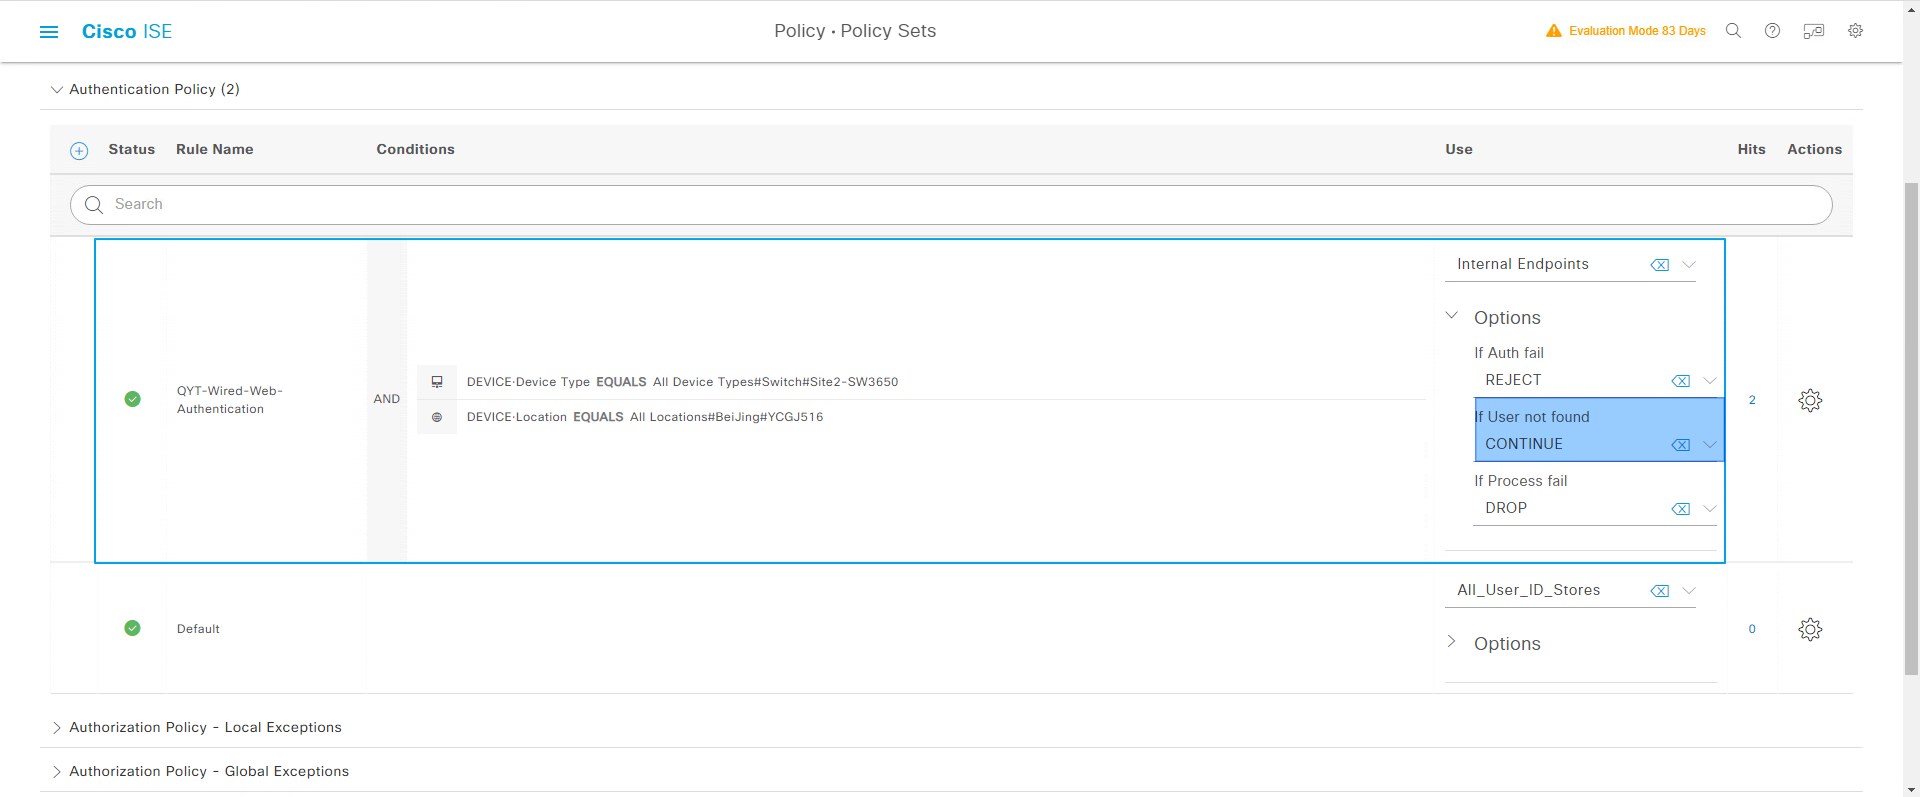 Cisco ISE
Policy · Policy Sets
Evaluation Mode 83 Days
Authentication Policy (2)
Status Rule Name Conditions Use Hits Actions
Search
Internal Endpoints
Options
If Auth fail
REJECT
QYT-Wired-Web-
Authentication
AND
DEVICE·Device Type EQUALS All Device Types#Switch#Site2-SW3650
DEVICE·Location EQUALS All Locations#BeiJing#YCGJ516
If User not found
CONTINUE
2
If Process fail
DROP
All_User_ID_Stores
Default
0
Options
Authorization Policy - Local Exceptions
Authorization Policy - Global Exceptions